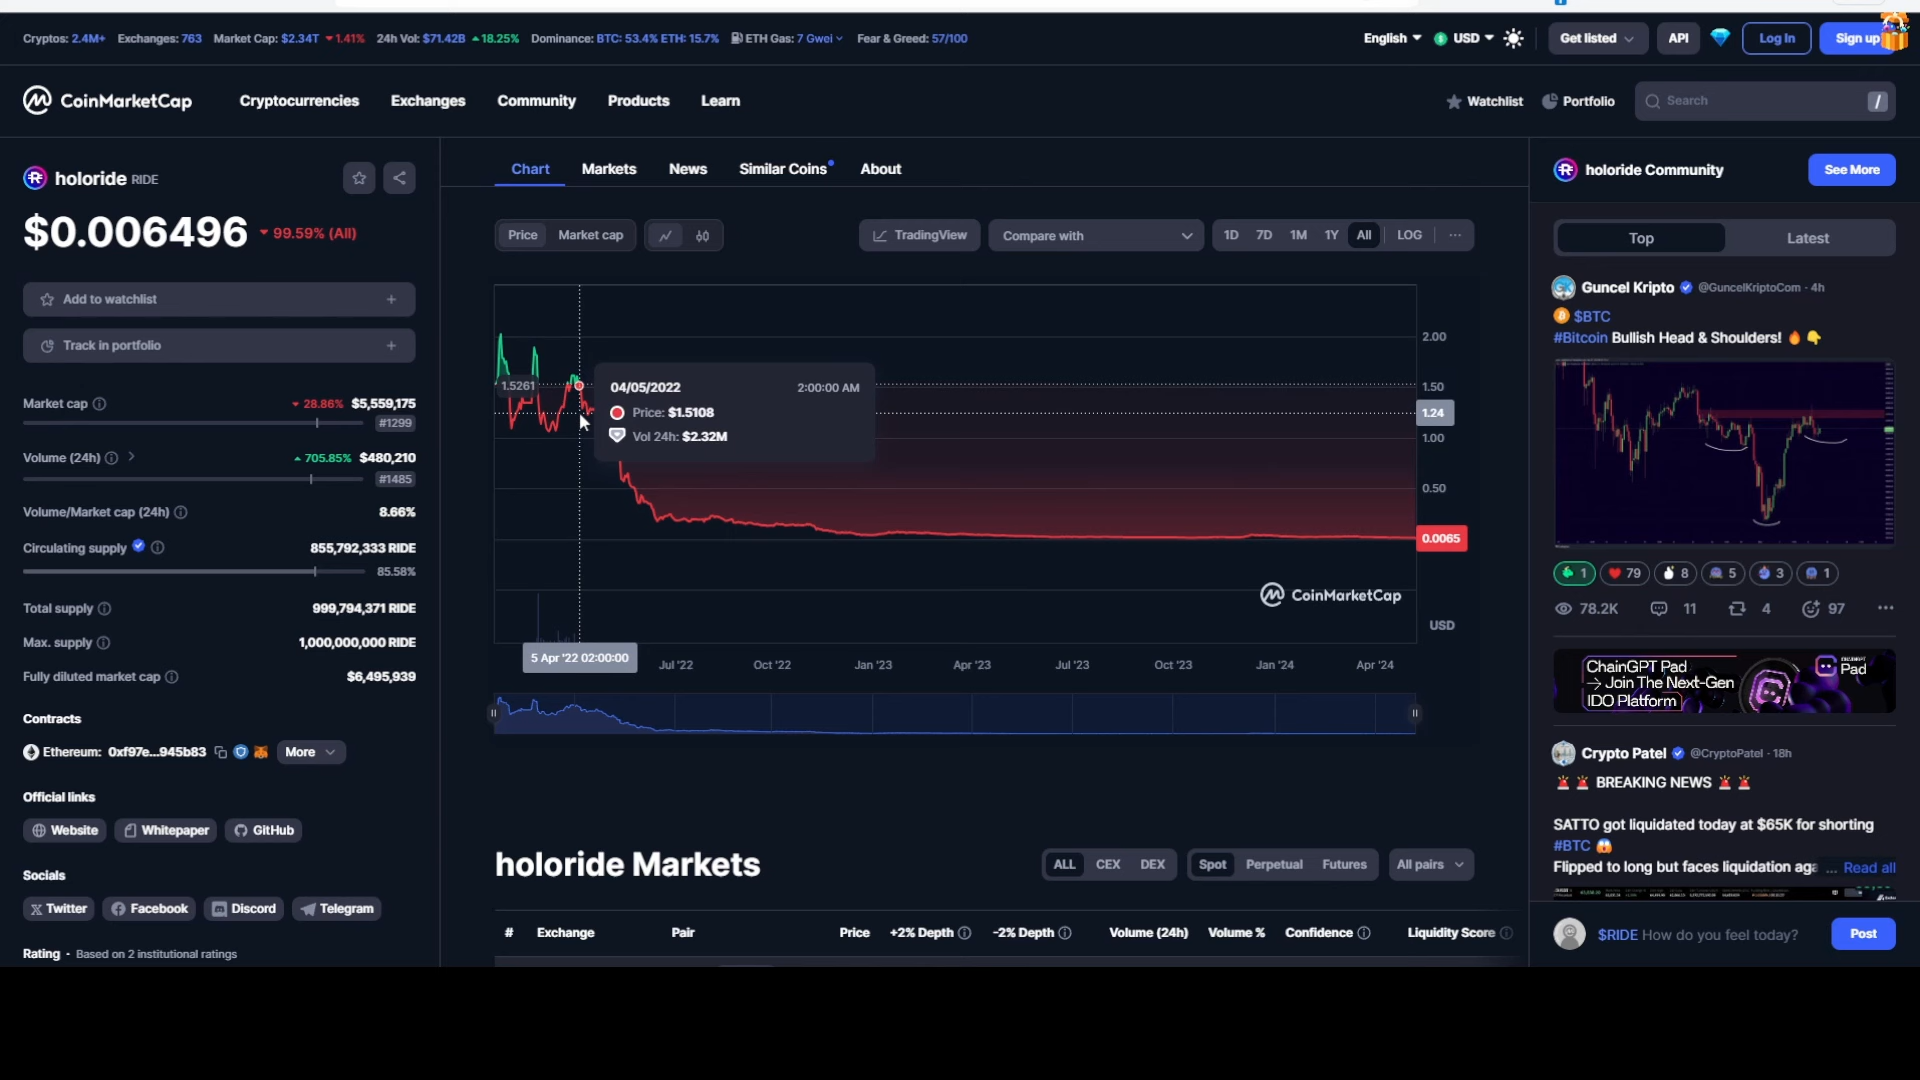 Cryptos: 2.4M+ Exchanges: 763 Market Cap: $2.34T 1.41% 24h Vol: $71.42B 18.25% Dominance: BTC: 53.4% ETH: 15.7% ETH Gas: 7 Gwei Fear & Greed: 57/100
English USD Get listed API Log In Sign up
CoinMarketCap Cryptocurrencies Exchanges Community Products Learn
Watchlist Portfolio Search /
holoride RIDE
$0.006496 99.59% (All)
Add to watchlist +
Track in portfolio +
Market cap 28.86% $5,559,175
#1299
Volume (24h) 705.85% $480,210
#1485
Volume/Market cap (24h) 8.66%
Circulating supply 855,792,333 RIDE
85.58%
Total supply 999,794,371 RIDE
Max. supply 1,000,000,000 RIDE
Fully diluted market cap $6,495,939
Contracts
Ethereum: 0xf97e...945b83 More
Official links
Website Whitepaper GitHub
Socials
Twitter Facebook Discord Telegram
Rating · Based on 2 institutional ratings
Chart Markets News Similar Coins About
Price Market cap TradingView Compare with 1D 7D 1M 1Y All LOG ...
2.00
1.5261
1.50
1.24
1.00
0.50
0.0065
04/05/2022 2:00:00 AM
Price: $1.5108
Vol 24h: $2.32M
CoinMarketCap
USD
5 Apr '22 02:00:00 Jul '22 Oct '22 Jan '23 Apr '23 Jul '23 Oct '23 Jan '24 Apr '24
holoride Markets ALL CEX DEX Spot Perpetual Futures All pairs
# Exchange Pair Price +2% Depth -2% Depth Volume (24h) Volume % Confidence Liquidity Score
holoride Community See More
Top Latest
Guncel Kripto @GuncelKriptoCom · 4h
$BTC
#Bitcoin Bullish Head & Shoulders!
1 79 8 5 3 1
78.2K 11 4 97 ...
ChainGPT Pad
→ Join The Next-Gen
IDO Platform
Pad
Crypto Patel @CryptoPatel · 18h
BREAKING NEWS
SATTO got liquidated today at $65K for shorting
#BTC
Flipped to long but faces liquidation aga ... Read all
$RIDE How do you feel today? Post